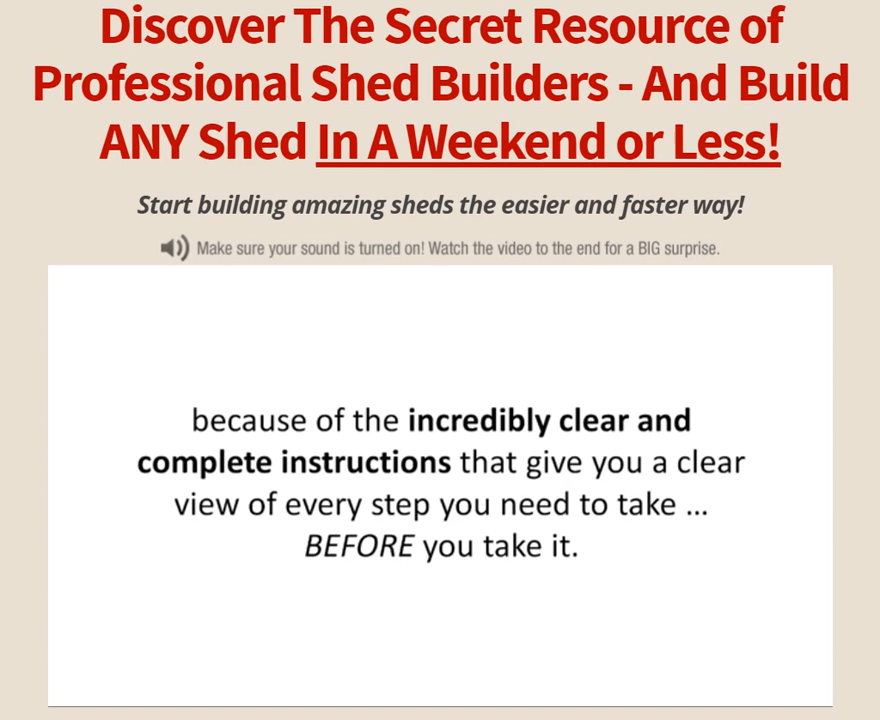 Discover The Secret Resource of
Professional Shed Builders - And Build
ANY Shed In A Weekend or Less!
Start building amazing sheds the easier and faster way!
Make sure your sound is turned on! Watch the video to the end for a BIG surprise.
because of the incredibly clear and
complete instructions that give you a clear
view of every step you need to take ...
BEFORE you take it.